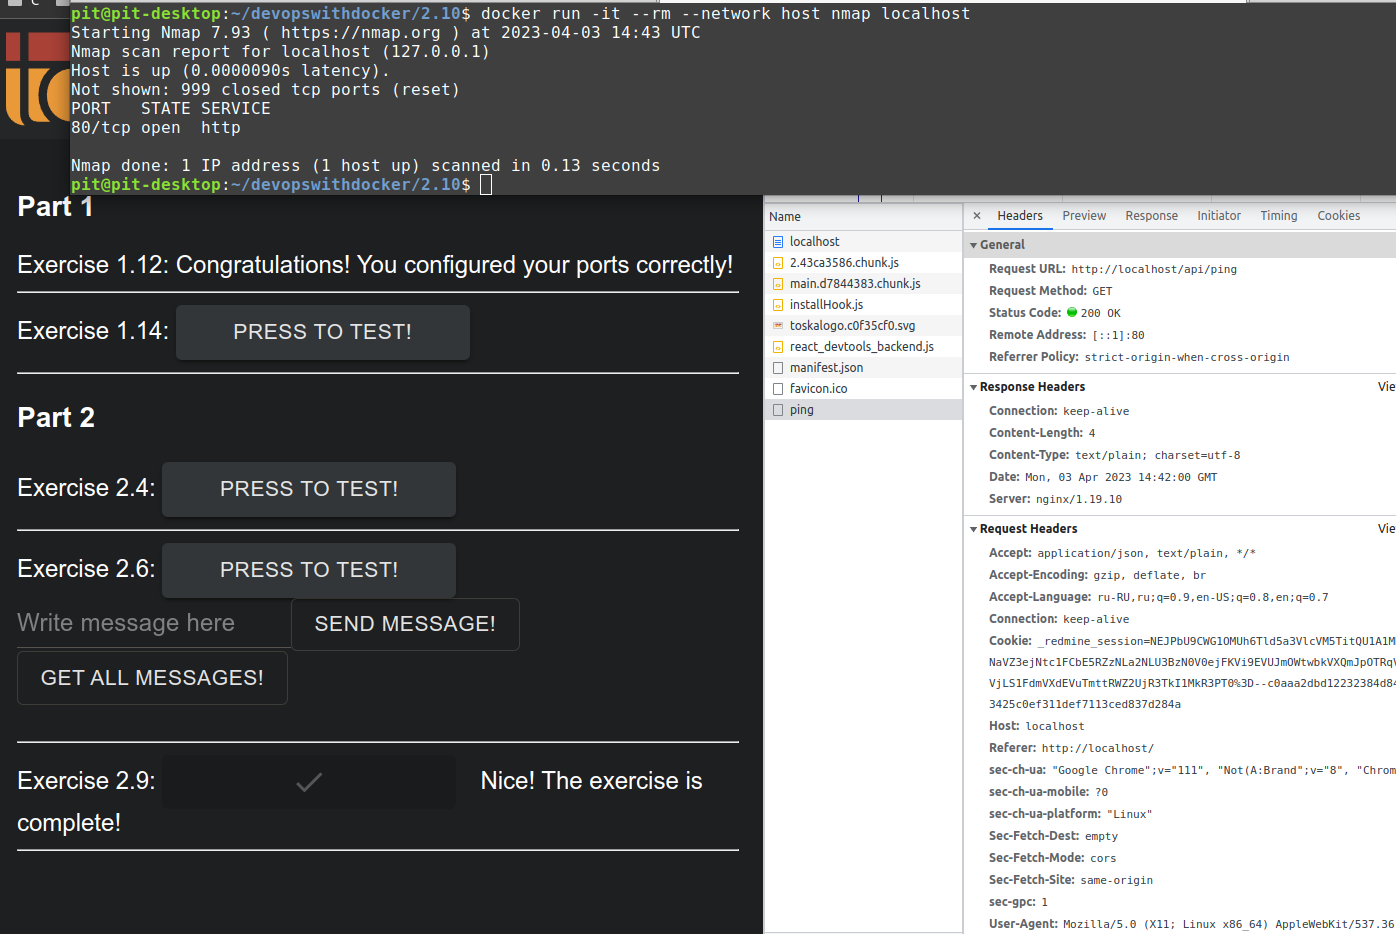 pit@pit-desktop:~/devopswithdocker/2.10$ docker run -it --rm --network host nmap localhost
Starting Nmap 7.93 ( https://nmap.org ) at 2023-04-03 14:43 UTC
Nmap scan report for localhost (127.0.0.1)
Host is up (0.0000090s latency).
Not shown: 999 closed tcp ports (reset)
PORT   STATE SERVICE
80/tcp open  http
Nmap done: 1 IP address (1 host up) scanned in 0.13 seconds
pit@pit-desktop:~/devopswithdocker/2.10$
Part 1
Exercise 1.12: Congratulations! You configured your ports correctly!
Exercise 1.14: PRESS TO TEST!
Part 2
Exercise 2.4: PRESS TO TEST!
Exercise 2.6: PRESS TO TEST!
Write message here SEND MESSAGE!
GET ALL MESSAGES!
Exercise 2.9: Nice! The exercise is
complete!
Name
localhost
2.43ca3586.chunk.js
main.d7844383.chunk.js
installHook.js
toskalogo.c0f35cf0.svg
react_devtools_backend.js
manifest.json
favicon.ico
ping
× Headers Preview Response Initiator Timing Cookies
General
Request URL: http://localhost/api/ping
Request Method: GET
Status Code: 200 OK
Remote Address: [::1]:80
Referrer Policy: strict-origin-when-cross-origin
Response Headers Vie
Connection: keep-alive
Content-Length: 4
Content-Type: text/plain; charset=utf-8
Date: Mon, 03 Apr 2023 14:42:00 GMT
Server: nginx/1.19.10
Request Headers Vie
Accept: application/json, text/plain, */*
Accept-Encoding: gzip, deflate, br
Accept-Language: ru-RU,ru;q=0.9,en-US;q=0.8,en;q=0.7
Connection: keep-alive
Cookie: _redmine_session=NEJPbU9CWG1OMUh6Tld5a3VlcVM5TitQU1A1M
NaVZ3ejNtc1FCbE5RZzNLa2NLU3BzN0V0ejFKVi9EVUJmOWtwbkVXQmJpOTRqV
VjLS1FdmVXdEVuTmttRWZ2UjR3TkI1MkR3PT0%3D--c0aaa2dbd12232384d84
3425c0ef311def7113ced837d284a
Host: localhost
Referer: http://localhost/
sec-ch-ua: "Google Chrome";v="111", "Not(A:Brand";v="8", "Chrom
sec-ch-ua-mobile: ?0
sec-ch-ua-platform: "Linux"
Sec-Fetch-Dest: empty
Sec-Fetch-Mode: cors
Sec-Fetch-Site: same-origin
sec-gpc: 1
User-Agent: Mozilla/5.0 (X11; Linux x86_64) AppleWebKit/537.36